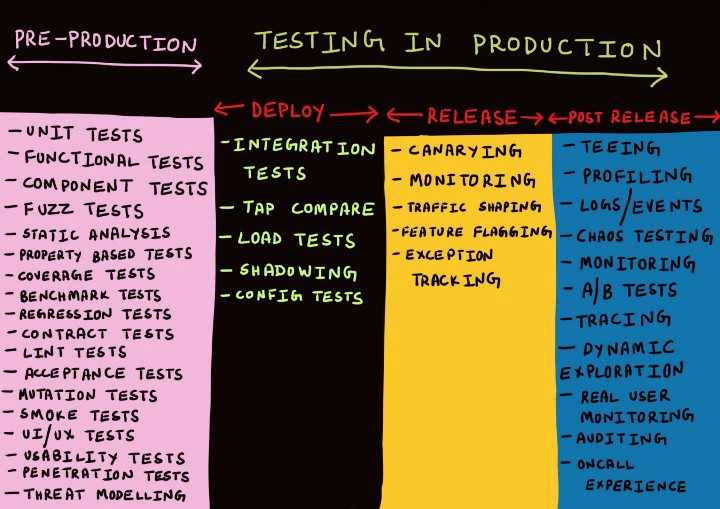 PRE-PRODUCTION
TESTING IN PRODUCTION
DEPLOY
RELEASE
POST RELEASE
- UNIT TESTS
- FUNCTIONAL TESTS
- COMPONENT TESTS
- FUZZ TESTS
- STATIC ANALYSIS
- PROPERTY BASED TESTS
- COVERAGE TESTS
- BENCHMARK TESTS
- REGRESSION TESTS
- CONTRACT TESTS
- LINT TESTS
- ACCEPTANCE TESTS
- MUTATION TESTS
- SMOKE TESTS
- UI/UX TESTS
- USABILITY TESTS
- PENETRATION TESTS
- THREAT MODELLING
- INTEGRATION
TESTS
- TAP COMPARE
- LOAD TESTS
- SHADOWING
- CONFIG TESTS
- CANARYING
- MONITORING
- TRAFFIC SHAPING
- FEATURE FLAGGING
- EXCEPTION
TRACKING
- TEEING
- PROFILING
- LOGS/EVENTS
- CHAOS TESTING
- MONITORING
- A/B TESTS
- TRACING
- DYNAMIC
EXPLORATION
- REAL USER
MONITORING
- AUDITING
- ONCALL
EXPERIENCE